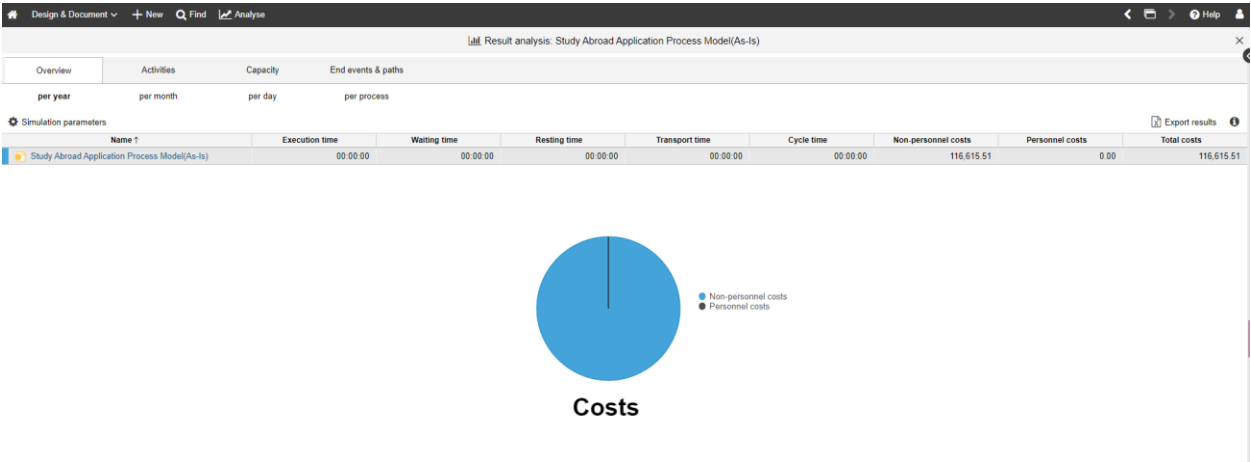 Design & Document + New Find Analyse Help
Result analysis: Study Abroad Application Process Model(As-Is)
Overview Activities Capacity End events & paths
per year per month per day per process
Simulation parameters Export results
Name ↑ Execution time Waiting time Resting time Transport time Cycle time Non-personnel costs Personnel costs Total costs
Study Abroad Application Process Model(As-Is) 00:00:00 00:00:00 00:00:00 00:00:00 00:00:00 116,615.51 0.00 116,615.51
Non-personnel costs
Personnel costs
Costs